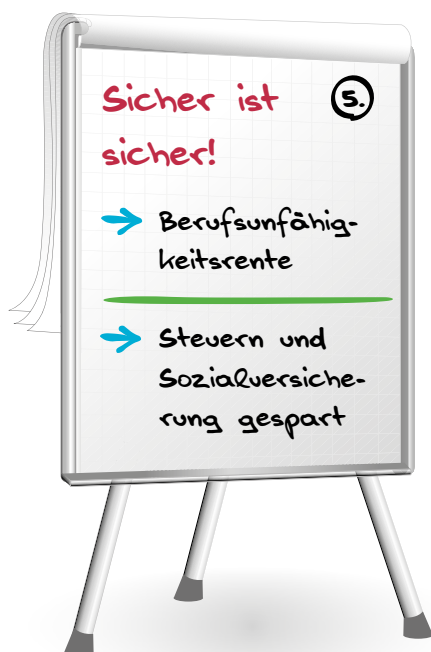 Sicher ist
5.
sicher!
Berufsunfähig-
keitsrente
Steuern und
Sozialversiche-
rung gespart